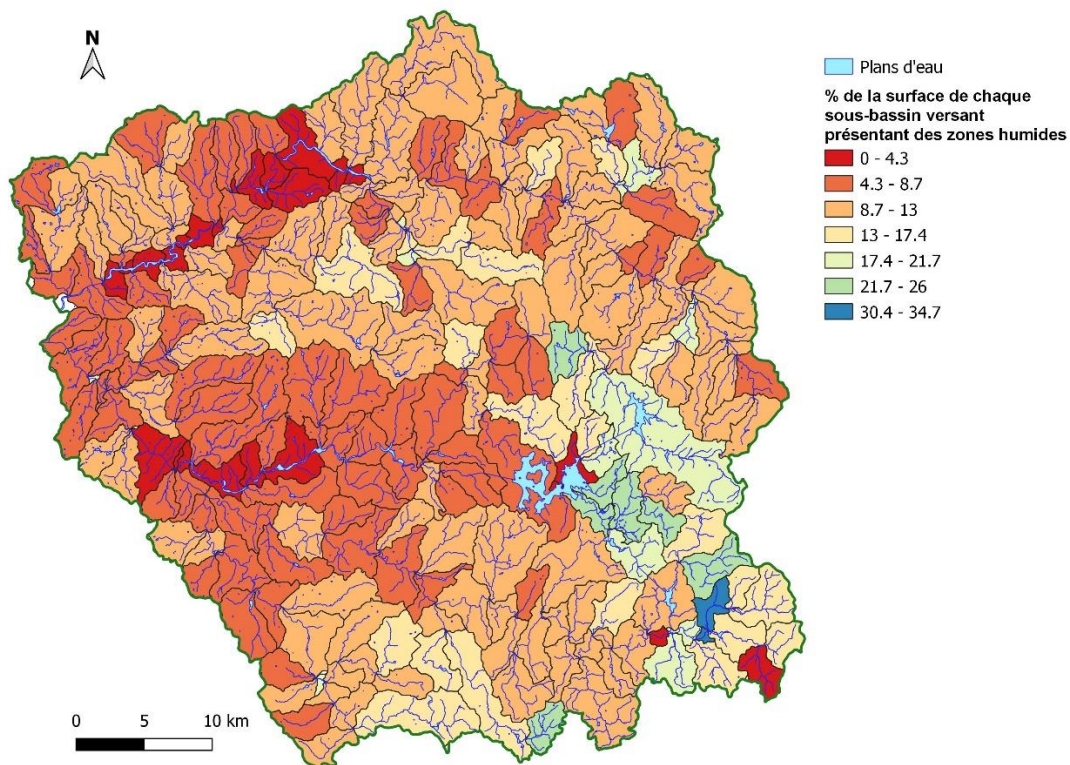 N
Plans d'eau
% de la surface de chaque
sous-bassin versant
présentant des zones humides
0 - 4.3
4.3 - 8.7
8.7 - 13
13 - 17.4
17.4 - 21.7
21.7 - 26
30.4 - 34.7
0 5 10 km